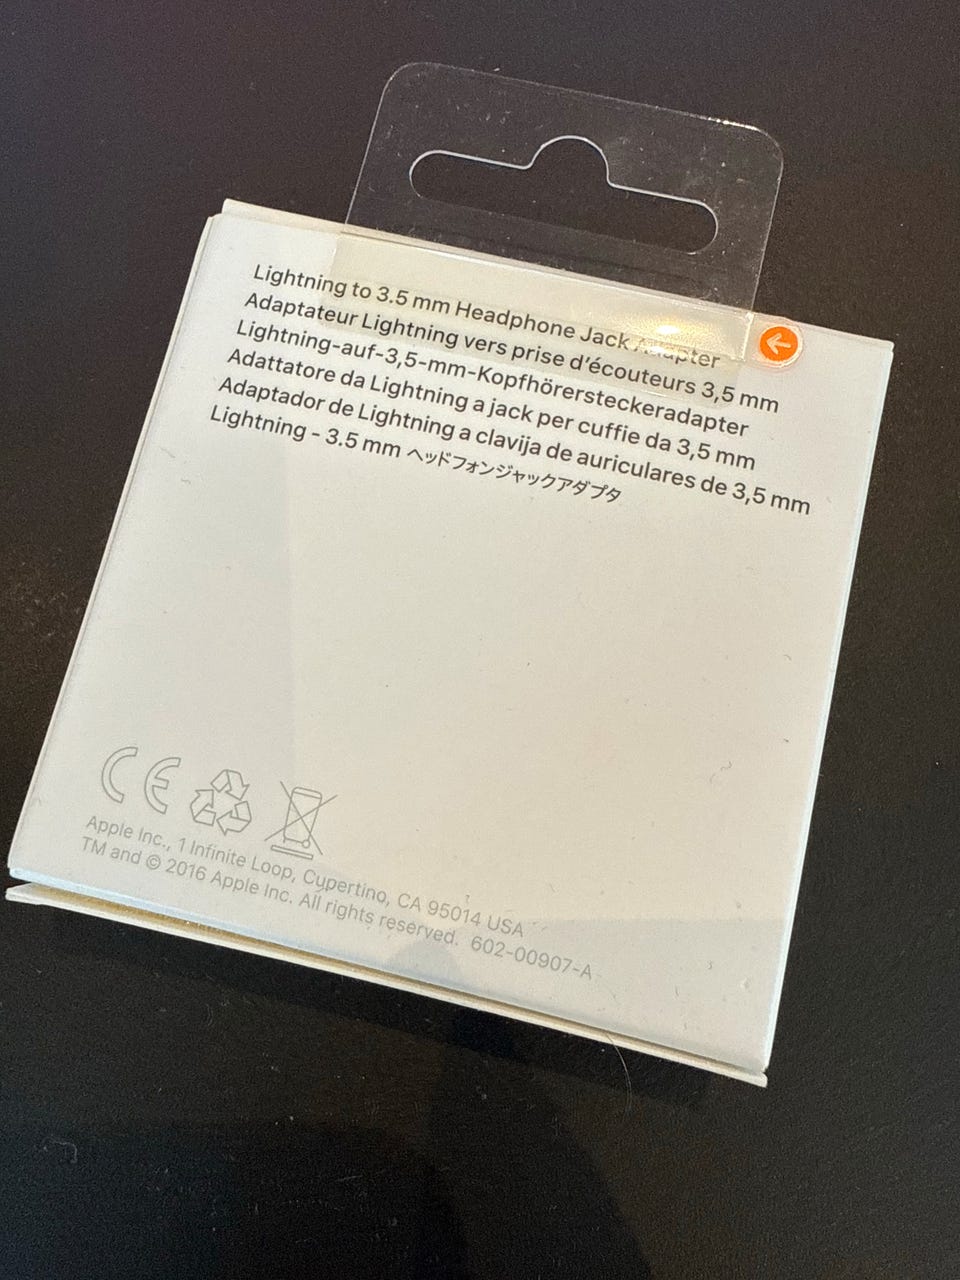 Lightning to 3.5 mm Headphone Jack Adapter
Adaptateur Lightning vers prise d'écouteurs 3,5 mm
Lightning-auf-3,5-mm-Kopfhörersteckeradapter
Adattatore da Lightning a jack per cuffie da 3,5 mm
Adaptador de Lightning a clavija de auriculares de 3,5 mm
Lightning - 3.5 mm ヘッドフォンジャックアダプタ
CE
Apple Inc., 1 Infinite Loop, Cupertino, CA 95014 USA
TM and © 2016 Apple Inc. All rights reserved. 602-00907-A